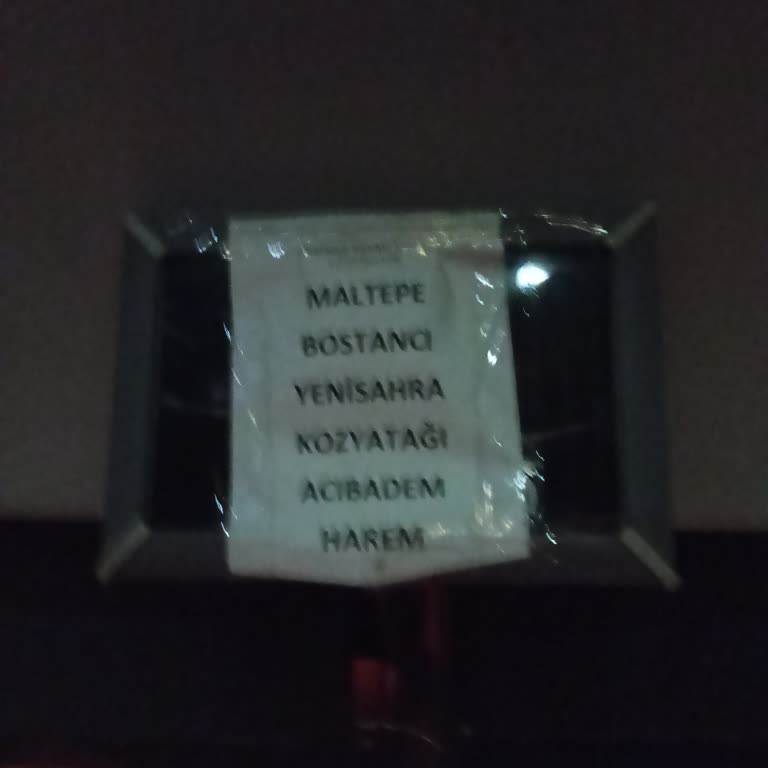 MALTEPE
BOSTANCI
YENİSAHRA
KOZYATAĞI
ACIBADEM
HAREM